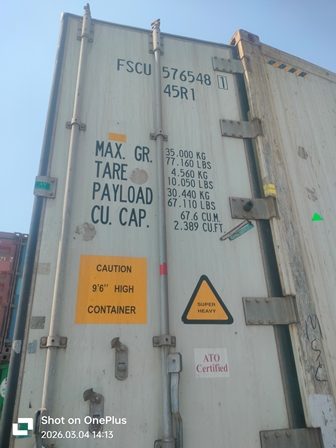 FSCU 576548 1
45R1
MAX. GR. 35.000 KG
77.160 LBS
TARE 4.560 KG
10.050 LBS
PAYLOAD 30.440 KG
67.110 LBS
CU. CAP. 67.6 CU.M.
2.389 CU.FT.
CAUTION
9'6" HIGH
CONTAINER
SUPER
HEAVY
ATO
Certified
Shot on OnePlus
2026.03.04 14:13